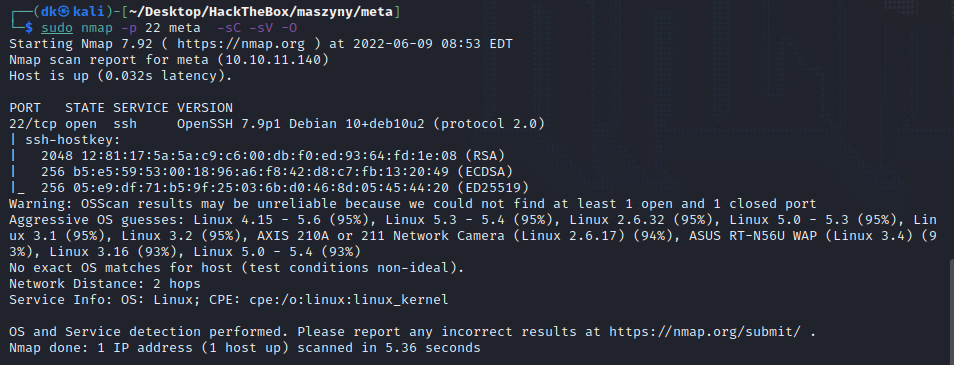 ┌──(dk㉿kali)-[~/Desktop/HackTheBox/maszyny/meta]
└─$ sudo nmap -p 22 meta  -sC -sV -O
Starting Nmap 7.92 ( https://nmap.org ) at 2022-06-09 08:53 EDT
Nmap scan report for meta (10.10.11.140)
Host is up (0.032s latency).

PORT   STATE SERVICE VERSION
22/tcp open  ssh     OpenSSH 7.9p1 Debian 10+deb10u2 (protocol 2.0)
| ssh-hostkey:
|   2048 12:81:17:5a:5a:c9:c6:00:db:f0:ed:93:64:fd:1e:08 (RSA)
|   256 b5:e5:59:53:00:18:96:a6:f8:42:d8:c7:fb:13:20:49 (ECDSA)
|_  256 05:e9:df:71:b5:9f:25:03:6b:d0:46:8d:05:45:44:20 (ED25519)
Warning: OSScan results may be unreliable because we could not find at least 1 open and 1 closed port
Aggressive OS guesses: Linux 4.15 - 5.6 (95%), Linux 5.3 - 5.4 (95%), Linux 2.6.32 (95%), Linux 5.0 - 5.3 (95%), Lin
ux 3.1 (95%), Linux 3.2 (95%), AXIS 210A or 211 Network Camera (Linux 2.6.17) (94%), ASUS RT-N56U WAP (Linux 3.4) (9
3%), Linux 3.16 (93%), Linux 5.0 - 5.4 (93%)
No exact OS matches for host (test conditions non-ideal).
Network Distance: 2 hops
Service Info: OS: Linux; CPE: cpe:/o:linux:linux_kernel

OS and Service detection performed. Please report any incorrect results at https://nmap.org/submit/ .
Nmap done: 1 IP address (1 host up) scanned in 5.36 seconds